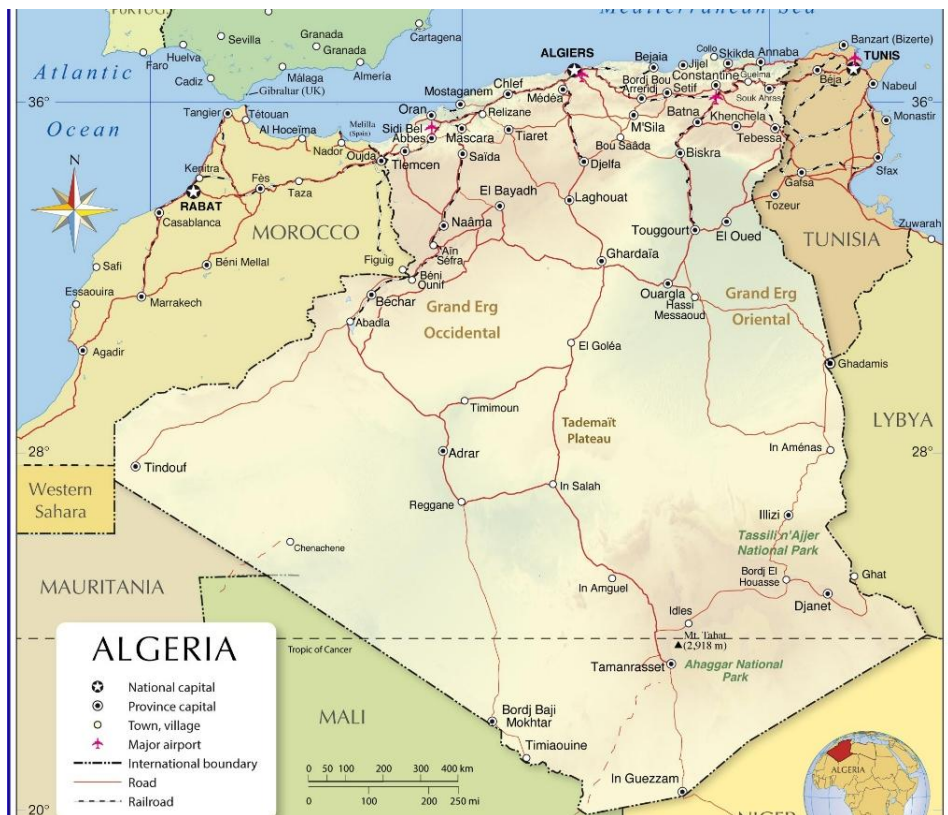 PORTUG
Mediterranean Sea
Sevilla
Granada
Granada
Cartagena
Huelva
Faro
Cadiz
Málaga
Almería
Gibraltar (UK)
Atlantic
Ocean
36°
36°
ALGIERS
Bejaia
Jijel
Collo
Skikda
Annaba
Banzart (Bizerte)
TUNIS
Béja
Nabeul
Monastir
Sfax
Mostaganem
Chlef
Médéa
Bordj Bou
Arrendj
Setif
Constantine
Guelma
Souk Ahras
Oran
Relizane
Sidi Bel
Abbes
Mascara
Tiaret
M'Sila
Batna
Khenchela
Tebessa
Bou Saâda
Tangier
Tétouan
Al Hoceïma
Melilla
(Spain)
Nador
Oujda
Tlemcen
Saïda
Djelfa
Biskra
N
Kenitra
RABAT
Fès
Taza
Casablanca
El Bayadh
Laghouat
Gafsa
Tozeur
MOROCCO
Naâma
Touggourt
El Oued
TUNISIA
Zuwarah
Safi
Béni Mellal
Figuig
Aïn
Sefra
Béni
Ounif
Ghardaïa
Essaouira
Marrakech
Béchar
Abadla
Grand Erg
Occidental
Ouargla
Hassi
Messaoud
Grand Erg
Oriental
Agadir
El Goléa
Ghadamis
Timimoun
Tademaït
Plateau
LYBYA
28°
28°
Tindouf
Adrar
In Aménas
Western
Sahara
Reggane
In Salah
Illizi
Tassili n'Ajjer
National Park
Chenachene
MAURITANIA
In Amguel
Bordj El
Houasse
Ghat
Djanet
Idles
Mt. Tahat
(2,918 m)
Tropic of Cancer
Tamanrasset
Ahaggar National
Park
ALGERIA
National capital
Province capital
Town, village
Major airport
International boundary
Road
Railroad
MALI
Bordj Baji
Mokhtar
Timiaouine
0 50 100 200 300 400 km
0 100 200 250 mi
In Guezzam
ALGERIA
20°
NIGER